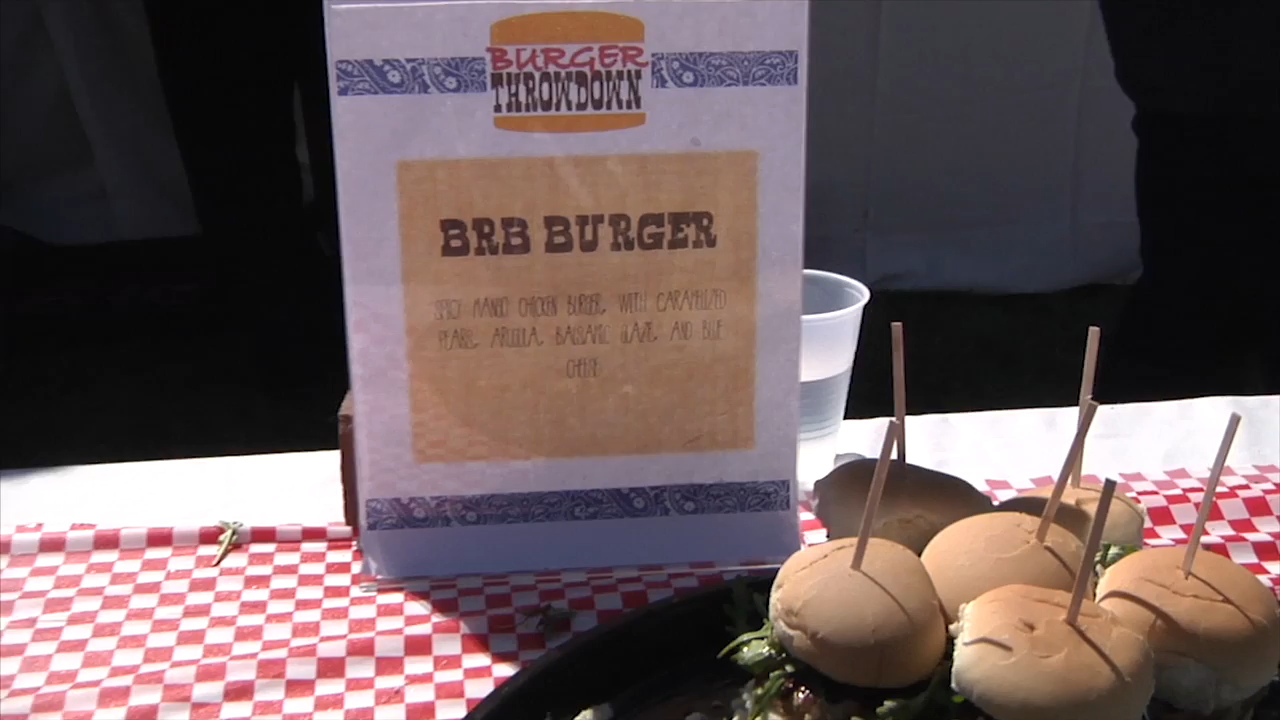 BURGER
THROWDOWN
BRB BURGER
SPICY MANGO CHICKEN BURGER, WITH CARAMELIZED
PEARS, ARUGULA, BALSAMIC GLAZE, AND BLUE
CHEESE